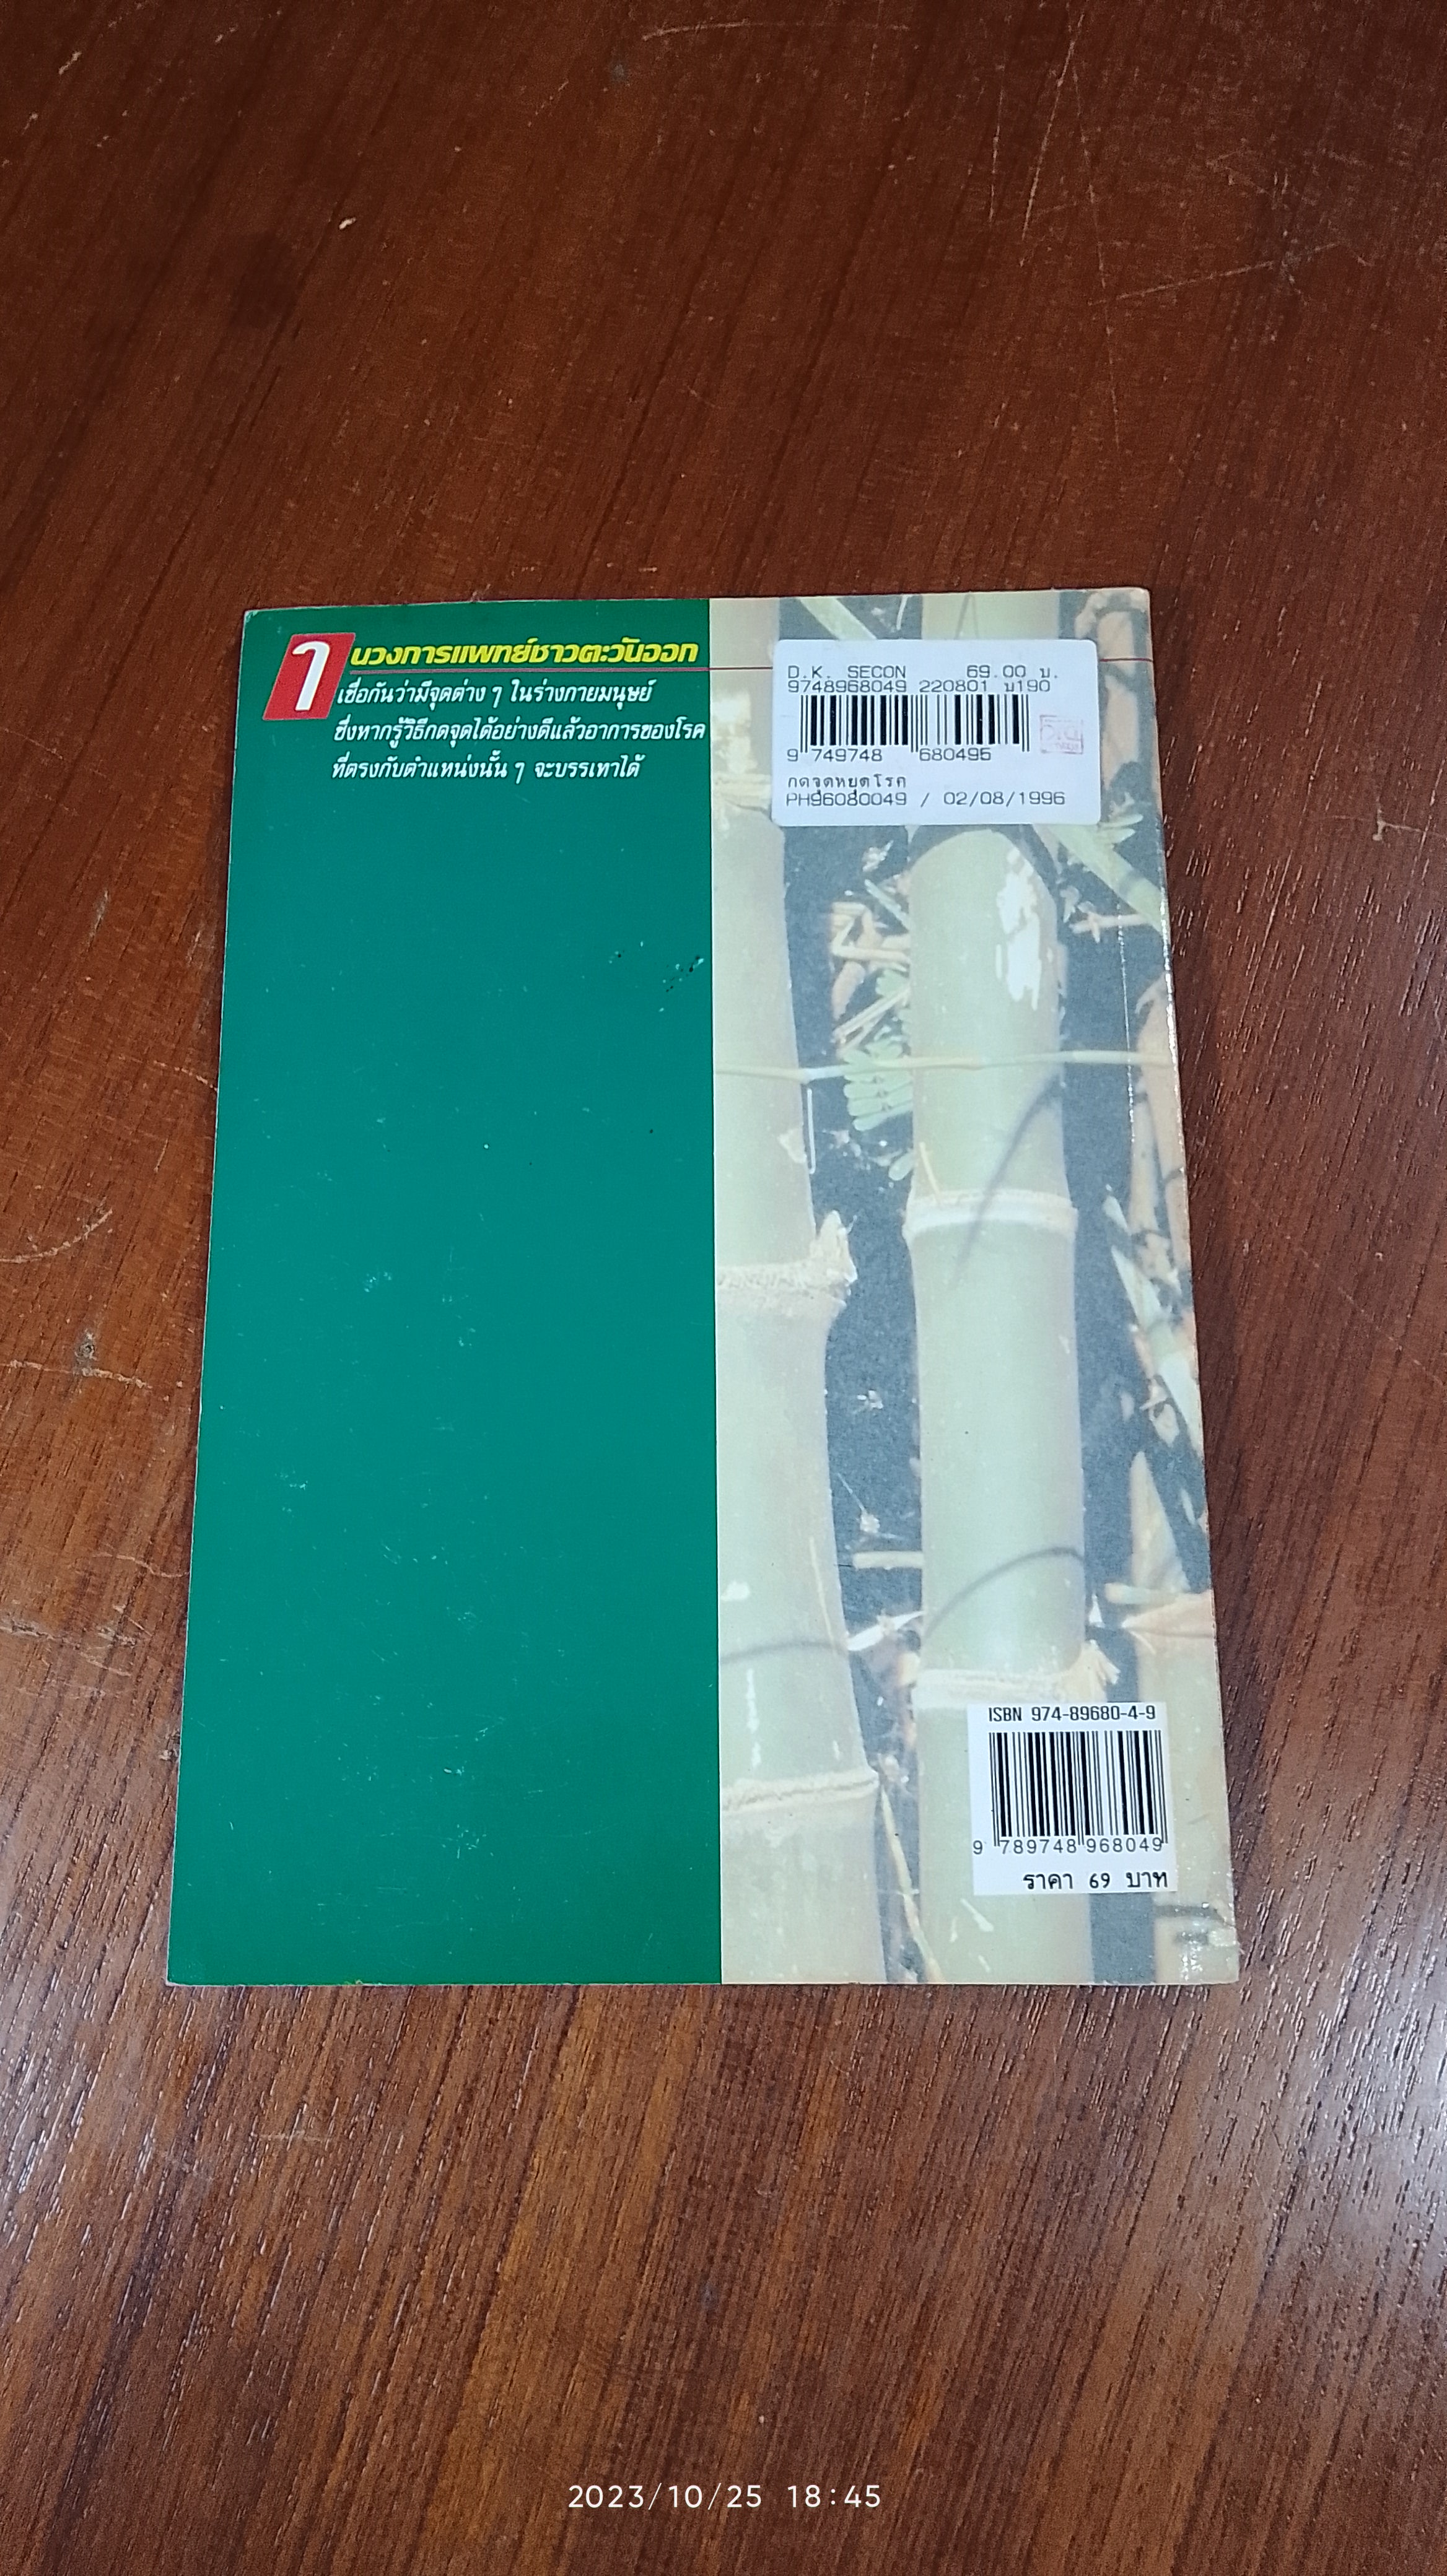 ในวงการแพทย์ชาวตะวันออก
เชื่อกันว่ามีจุดต่าง ๆ ในร่างกายมนุษย์
ซึ่งหากรู้วิธีกดจุดได้อย่างดีแล้วอาการของโรค
ที่ตรงกับตำแหน่งนั้น ๆ จะบรรเทาได้
D.K. SECON 69.00 บ.
9748968049 220801 บ190
9 749748 680495
กดจุดหยุดโรค
PH96080049 / 02/08/1996
ISBN 974-89680-4-9
9 789748 968049
ราคา 69 บาท
2023/10/25 18:45